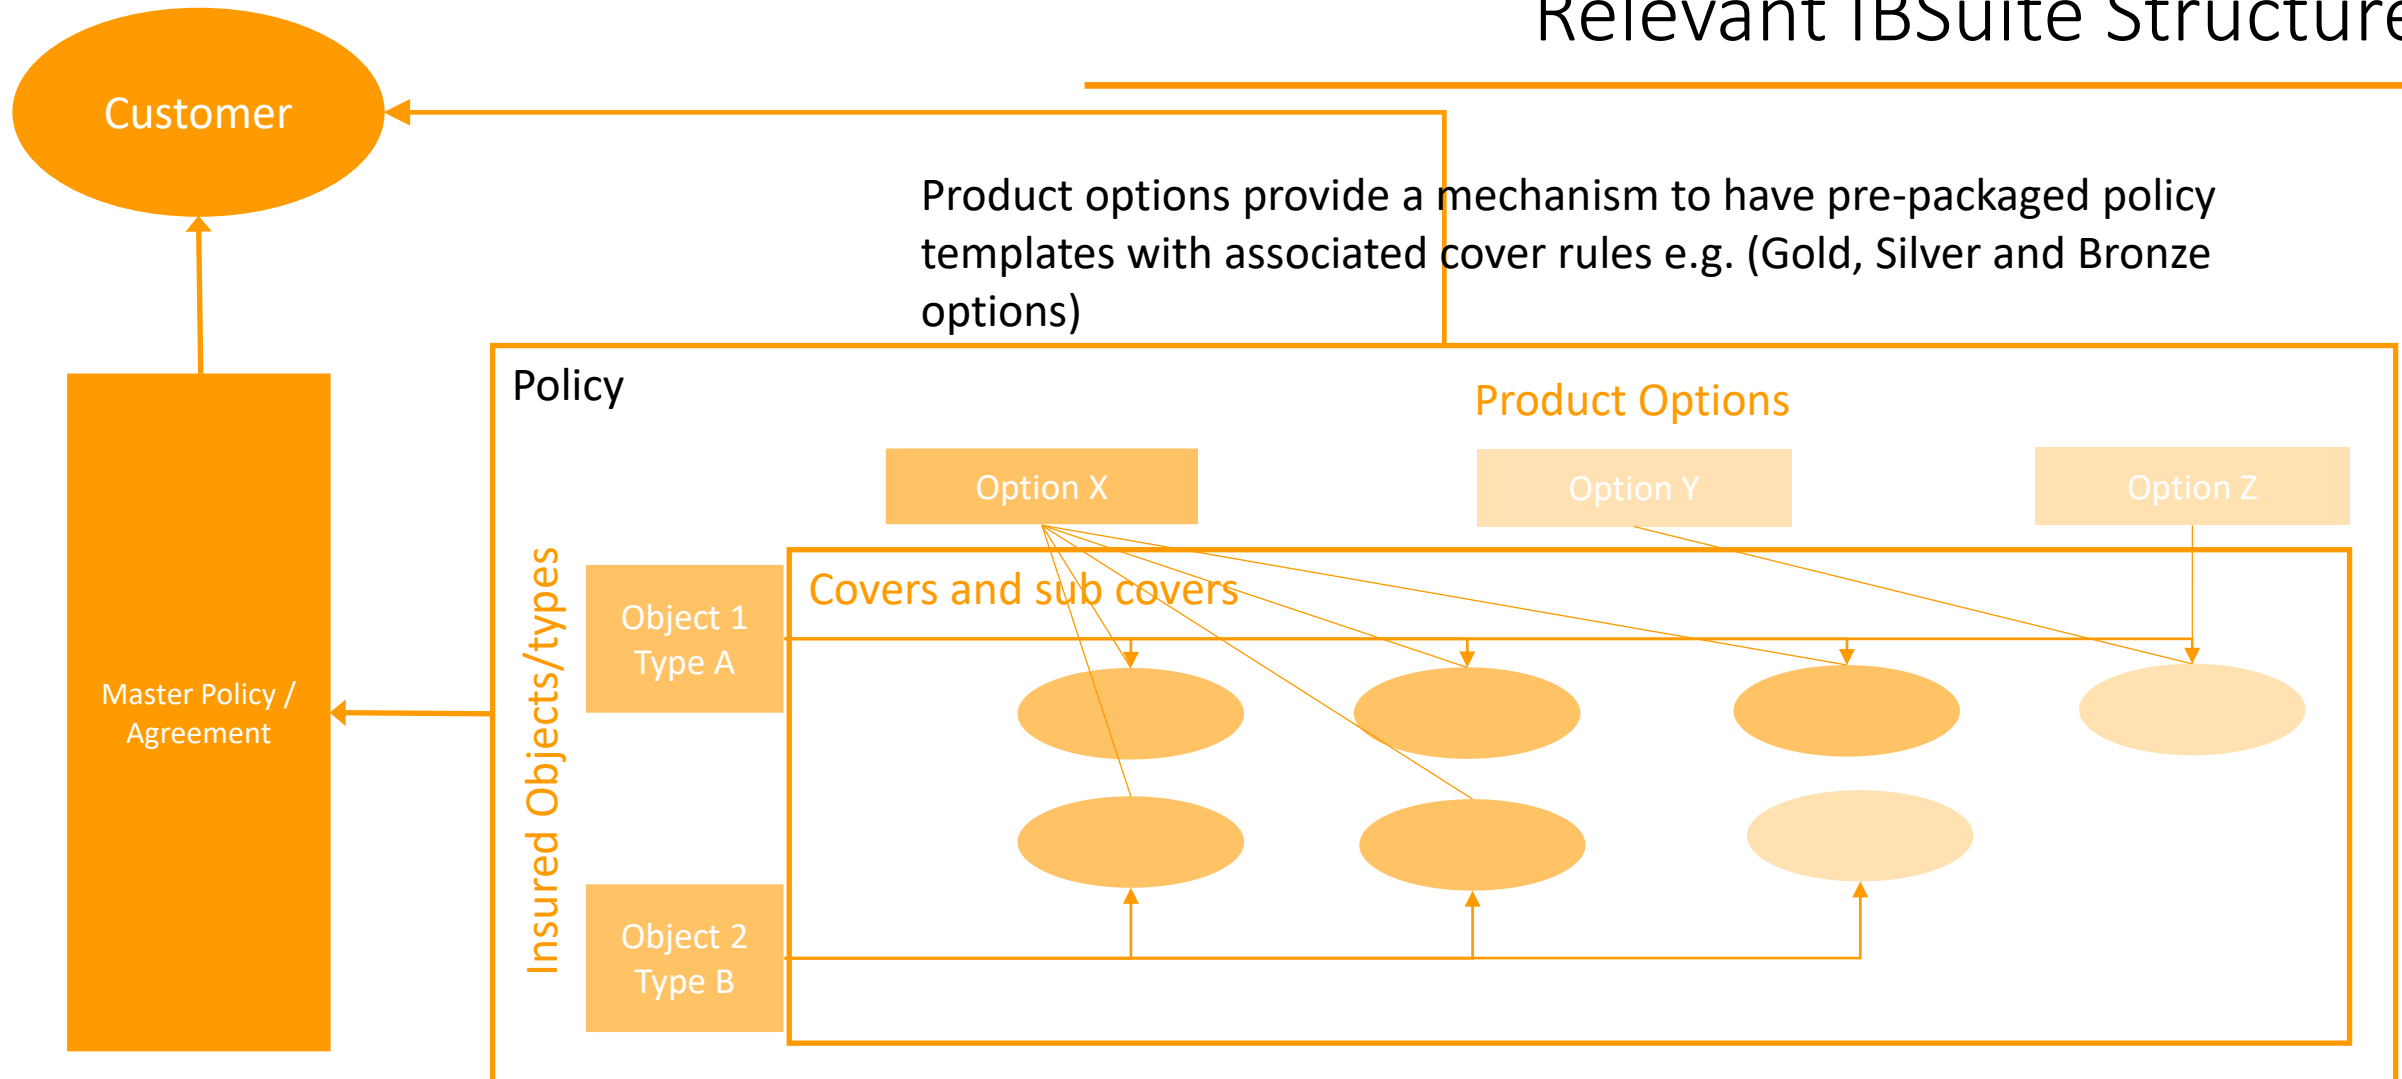 Relevant IBSuite Structure
Customer
Product options provide a mechanism to have pre-packaged policy
templates with associated cover rules e.g. (Gold, Silver and Bronze
options)
Policy
Product Options
Option X
Option Y
Option Z
Insured Objects/types
Covers and sub covers
Object 1
Type A
Master Policy /
Agreement
Object 2
Type B